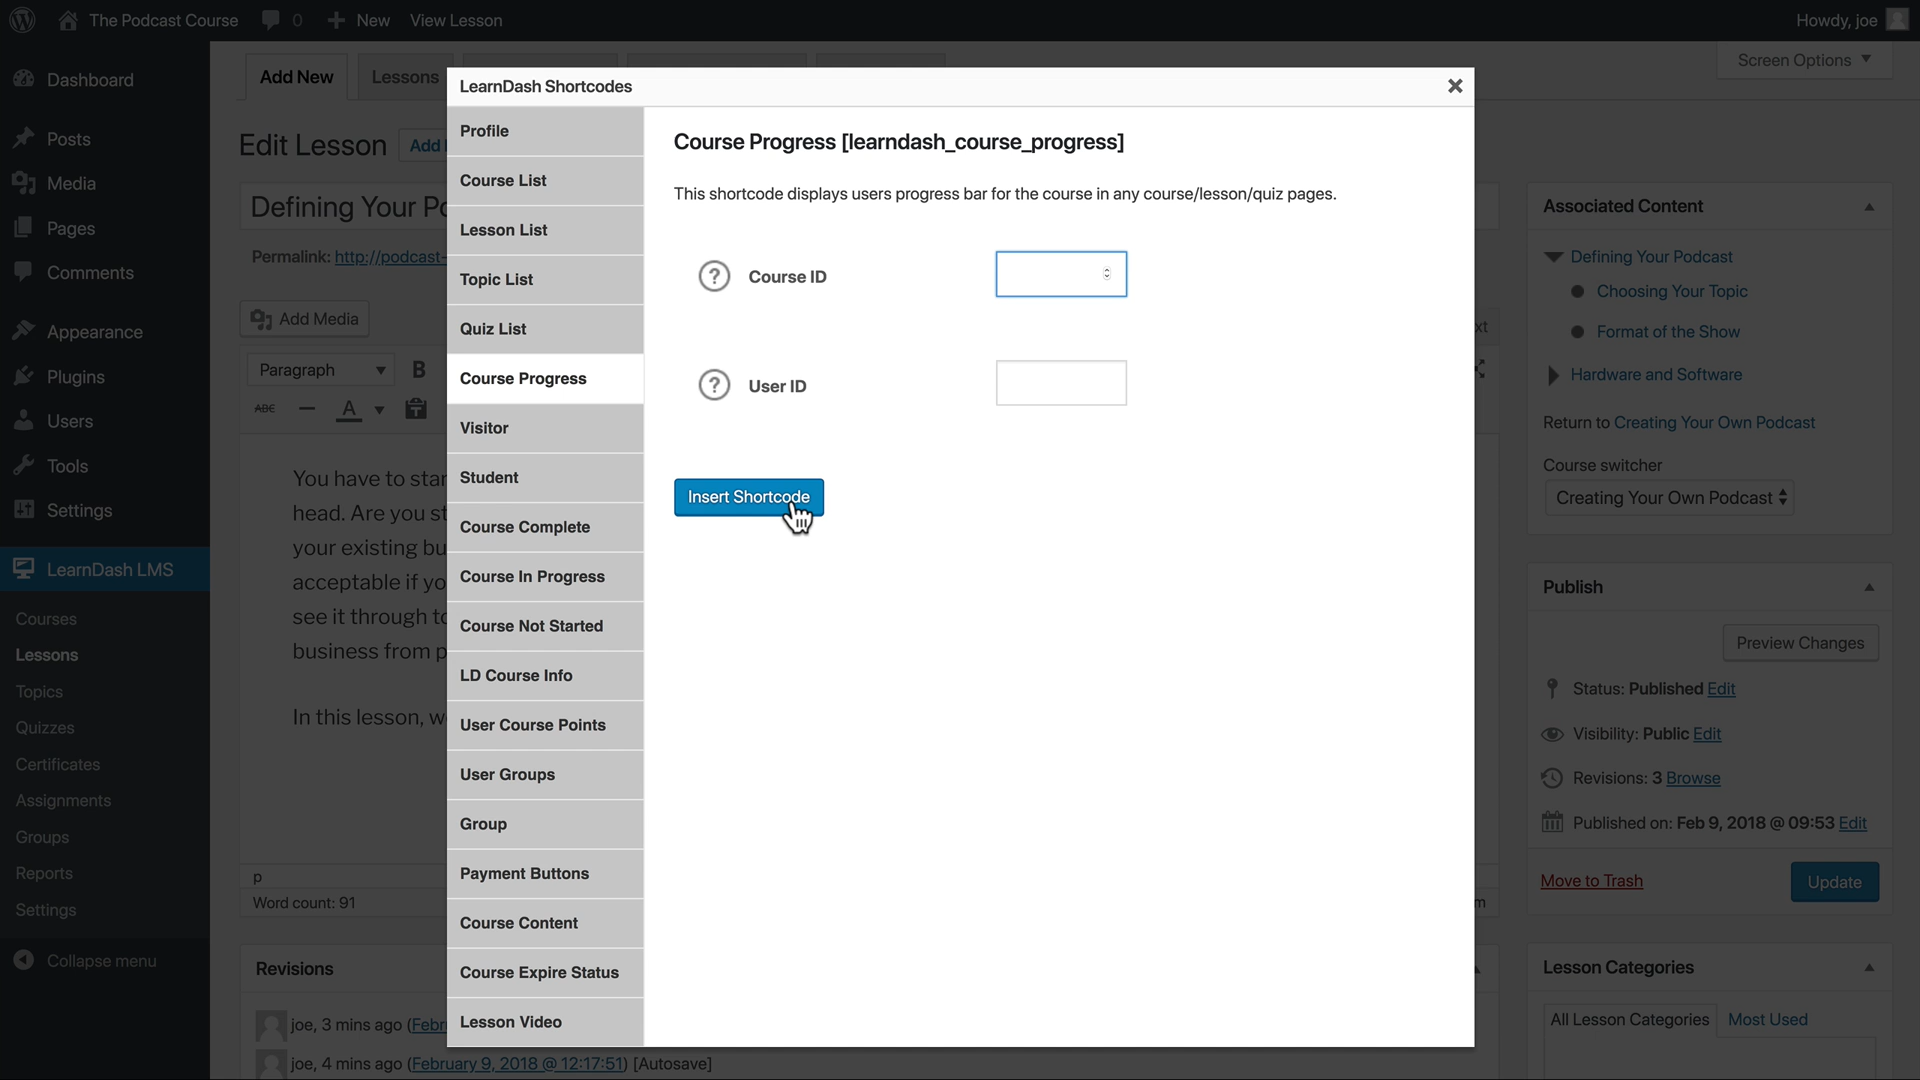 The Podcast Course
0
New
View Lesson
Howdy, joe
Dashboard
Posts
Media
Pages
Comments
Appearance
Plugins
Users
Tools
Settings
LearnDash LMS
Courses
Lessons
Topics
Quizzes
Certificates
Assignments
Groups
Reports
Settings
Collapse menu
Add New
Lessons
Screen Options
Edit Lesson
Add
Defining Your Po
Permalink: http://podcast-
Add Media
Paragraph
B
ABC
A
You have to star
head. Are you st
your existing bu
acceptable if yo
see it through to
business from p
In this lesson, w
p
Word count: 91
Revisions
joe, 3 mins ago (Febr
joe, 4 mins ago (February 9, 2018 @ 12:17:51) [Autosave]
LearnDash Shortcodes
Profile
Course List
Lesson List
Topic List
Quiz List
Course Progress
Visitor
Student
Course Complete
Course In Progress
Course Not Started
LD Course Info
User Course Points
User Groups
Group
Payment Buttons
Course Content
Course Expire Status
Lesson Video
Course Progress [learndash_course_progress]
This shortcode displays users progress bar for the course in any course/lesson/quiz pages.
? Course ID
? User ID
Insert Shortcode
xt
m
Associated Content
Defining Your Podcast
Choosing Your Topic
Format of the Show
Hardware and Software
Return to Creating Your Own Podcast
Course switcher
Creating Your Own Podcast
Publish
Preview Changes
Status: Published Edit
Visibility: Public Edit
Revisions: 3 Browse
Published on: Feb 9, 2018 @ 09:53 Edit
Move to Trash
Update
Lesson Categories
All Lesson Categories
Most Used